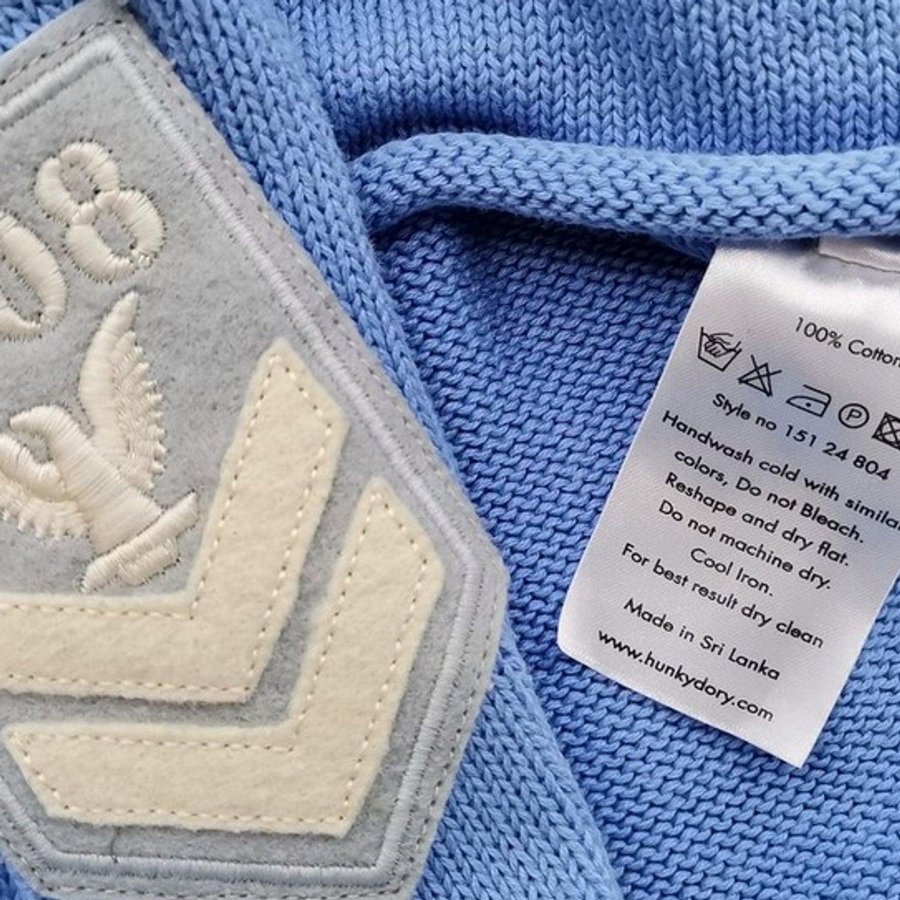 08
100% Cotton
Style no 151 24 804
Handwash cold with similar
colors, Do not Bleach.
Reshape and dry flat.
Do not machine dry.
Cool Iron.
For best result dry clean
Made in Sri Lanka
www.hunkydory.com